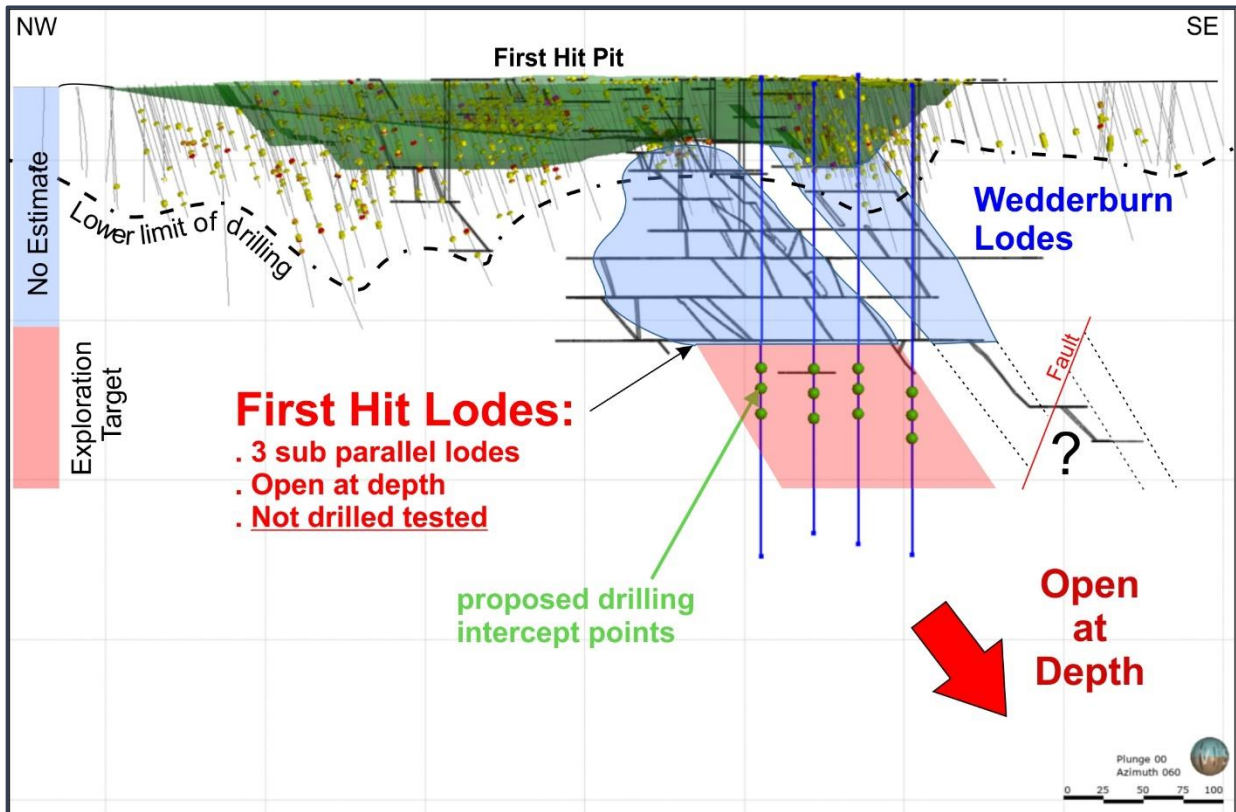 NW
SE
First Hit Pit
No Estimate
Lower limit of drilling
Wedderburn
Lodes
Exploration
Target
First Hit Lodes:
. 3 sub parallel lodes
. Open at depth
. Not drilled tested
Fault
?
proposed drilling
intercept points
Open
at
Depth
Plunge 00
Azimuth 060
0 25 50 75 100